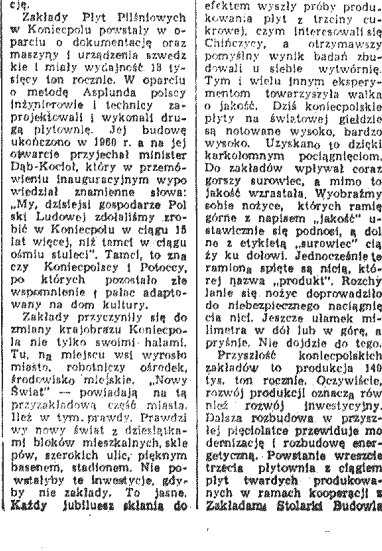 cję.
Zakłady Płyt Pilśniowych
w Koniecpolu powstały w o-
parciu o dokumentację oraz
maszyny i urządzenia szwedz
kie i miały wydajność 18 ty-
sięcy ton rocznie. W oparciu
o metodę Asplunda polscy
inżynierowie i technicy za-
projektowali i wykonali dru-
gą płytownię. Jej budowę
ukończono w 1960 r. a na jej
otwarcie przyjechał minister
Dąb-Kocioł, który w przemó-
wieniu inauguracyjnym wypo
wiedział znamienne słowa:
„My, dzisiejsi gospodarze Pol
ski Ludowej zdołaliśmy zro-
bić w Koniecpolu w ciągu 15
lat więcej, niż tamci w ciągu
ośmiu stuleci". Tamci, to zna
czy Koniecpolscy i Potoccy,
po których pozostało złe
wspomnienie i pałac adapto-
wany na dom kultury.
Zakłady przyczyniły się do
zmiany krajobrazu Koniecpo-
la nie tylko swoimi halami.
Tu, na miejscu wsi wyrosło
miasto, robotniczy ośrodek,
środowisko miejskie. „Nowy
Świat" — powiadają na tą
przyzakładową część miasta.
Ileż w tym, prawdy. Prawdzi
wy nowy świat z dziesiątka-
mi bloków mieszkalnych, skle
pów, szerokich ulic, pięknym
basenem, stadionem. Nie po-
wstałyby te inwestycje, gdy-
by nie zakłady. To jasne.
Każdy jubileusz skłania do
efektem wyszły próby produ-
kowania płyt z trzciny cu-
krowej, czym interesowali się
Chińczycy, a otrzymawszy
pomyślny wynik badań zbu-
dowali u siebie wytwórnię.
Tym i wielu innym ekspery-
mentom towarzyszyła walka
o jakość. Dziś koniecpolskie
płyty na światowej giełdzie
są notowane wysoko, bardzo
wysoko. Uzyskano to dzięki
karkołomnym pociągnięciom.
Do zakładów wpływał coraz
gorszy surowiec, a mimo to
jakość wzrastała. Wyobraźmy
sobie nożyce, których ramię
górne z napisem „jakość" u-
stawicznie się podnosi, a dol
ne z etykietą „surowiec" cią
ży ku dołowi. Jednocześnie te
ramiona spięte są nicią, któ-
rej nazwa „produkt". Rozchy
lanie się nożyc doprowadziło
do niebezpiecznego naciągnię
cia nici. Jeszcze ułamek mi-
limetra w dół lub w górę, a
pryśnie. Nie dojdzie do tego.
Przyszłość koniecpolskich
zakładów to produkcja 140
tys. ton rocznie. Oczywiście,
rozwój produkcji oznacza rów
nież rozwój inwestycyjny.
Dalsza rozbudowa w przysz-
łej pięciolatce przewiduje mo
dernizację i rozbudowę ener-
getyczną. Powstanie wreszcie
trzecia płytownia z ciągiem
płyt twardych produkowa-
nych w ramach kooperacji z
Zakładami Stolarki Budowla